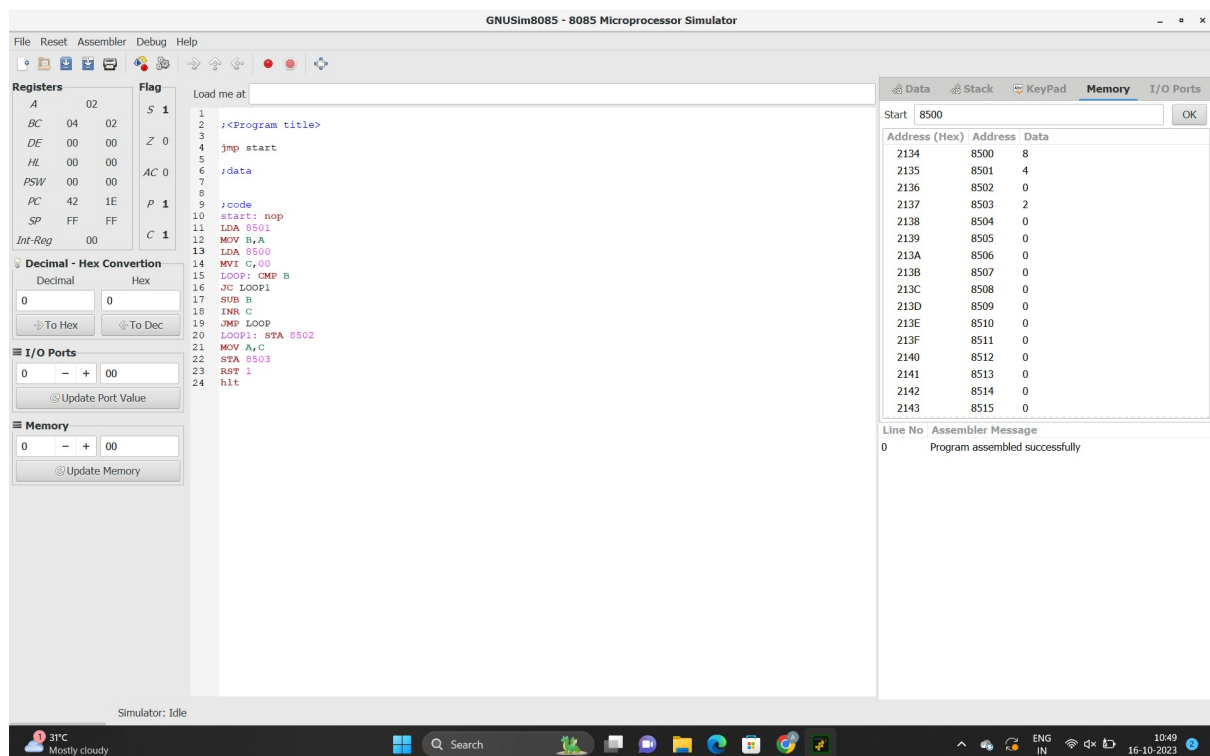 GNUSim8085 - 8085 Microprocessor Simulator
File Reset Assembler Debug Help
Registers
A 02
BC 04 02
DE 00 00
HL 00 00
PSW 00 00
PC 42 1E
SP FF FF
Int-Reg 00
Flag
S 1
Z 0
AC 0
P 1
C 1
Decimal - Hex Convertion
Decimal Hex
0 0
To Hex To Dec
I/O Ports
0 - + 00
Update Port Value
Memory
0 - + 00
Update Memory
Load me at
1
2 ;<Program title>
3
4 jmp start
5
6 ;data
7
8
9 ;code
10 start: nop
11 LDA 8501
12 MOV B,A
13 LDA 8500
14 MVI C,00
15 LOOP: CMP B
16 JC LOOP1
17 SUB B
18 INR C
19 JMP LOOP
20 LOOP1: STA 8502
21 MOV A,C
22 STA 8503
23 RST 1
24 hlt
Data Stack KeyPad Memory I/O Ports
Start 8500 OK
Address (Hex) Address Data
2134 8500 8
2135 8501 4
2136 8502 0
2137 8503 2
2138 8504 0
2139 8505 0
213A 8506 0
213B 8507 0
213C 8508 0
213D 8509 0
213E 8510 0
213F 8511 0
2140 8512 0
2141 8513 0
2142 8514 0
2143 8515 0
Line No Assembler Message
0 Program assembled successfully
Simulator: Idle
1
31°C
Mostly cloudy
Search
ENG
IN
10:49
16-10-2023
2